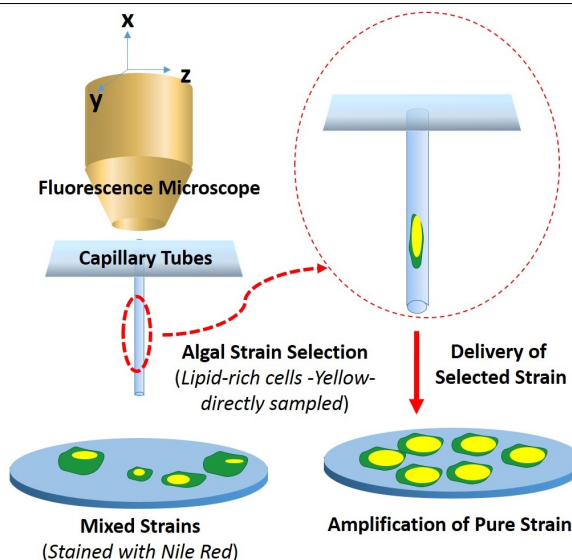 x
y
z
Fluorescence Microscope
Capillary Tubes
Algal Strain Selection
(Lipid-rich cells -Yellow-
directly sampled)
Delivery of
Selected Strain
Mixed Strains
(Stained with Nile Red)
Amplification of Pure Strain